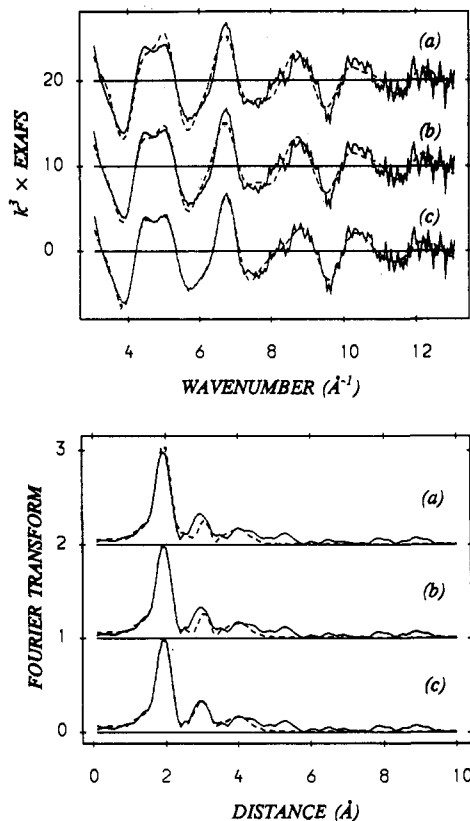 (a)
20
(b)
10
(c)
0
k³ × EXAFS
4 6 8 10 12
WAVENUMBER (Å⁻¹)
3
(a)
2
(b)
1
(c)
0
FOURIER TRANSFORM
0 2 4 6 8 10
DISTANCE (Å)